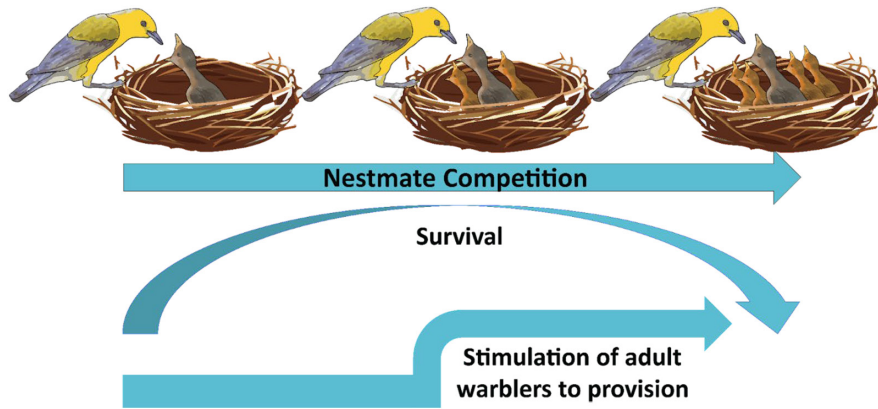 Nestmate Competition
Survival
Stimulation of adult
warblers to provision